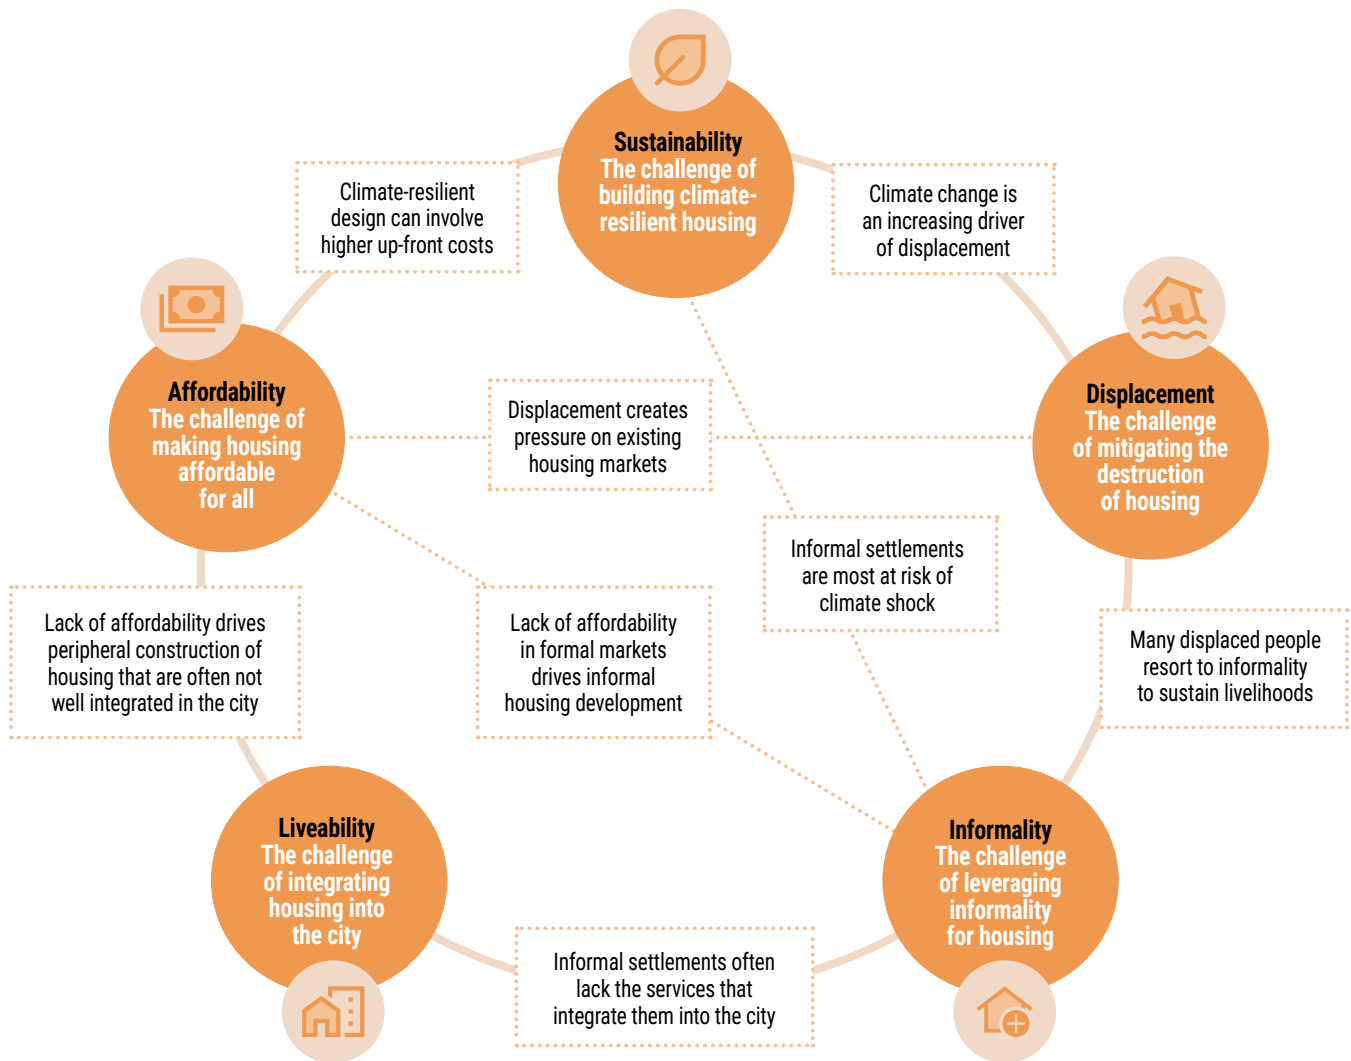 Sustainability
The challenge of
building climate-
resilient housing
Climate-resilient
design can involve
higher up-front costs
Climate change is
an increasing driver
of displacement
Affordability
The challenge of
making housing
affordable
for all
Displacement creates
pressure on existing
housing markets
Displacement
The challenge
of mitigating the
destruction
of housing
Informal settlements
are most at risk of
climate shock
Lack of affordability drives
peripheral construction of
housing that are often not
well integrated in the city
Lack of affordability
in formal markets
drives informal
housing development
Many displaced people
resort to informality
to sustain livelihoods
Liveability
The challenge
of integrating
housing into
the city
Informality
The challenge
of leveraging
informality
for housing
Informal settlements often
lack the services that
integrate them into the city